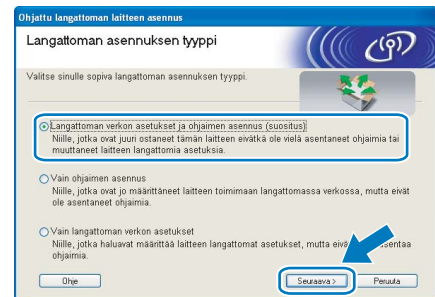 Ohjattu langattoman laitteen asennus
Langattoman asennuksen tyyppi
Valitse sinulle sopiva langattoman asennuksen tyyppi.
Langattoman verkon asetukset ja ohjaimen asennus (suositus)
Niille, jotka ovat juuri ostaneet tämän laitteen eivätkä ole vielä asentaneet ohjaimia tai
muuttaneet laitteen langattomia asetuksia.
Vain ohjaimen asennus
Niille, jotka ovat jo määrittäneet laitteen toimimaan langattomassa verkossa, mutta eivät
ole asentaneet ohjaimia.
Vain langattoman verkon asetukset
Niille, jotka haluavat määrittää laitteen langattomat asetukset, mutta
ohjaimia.
Ohje
Seuraava >
Peruuta